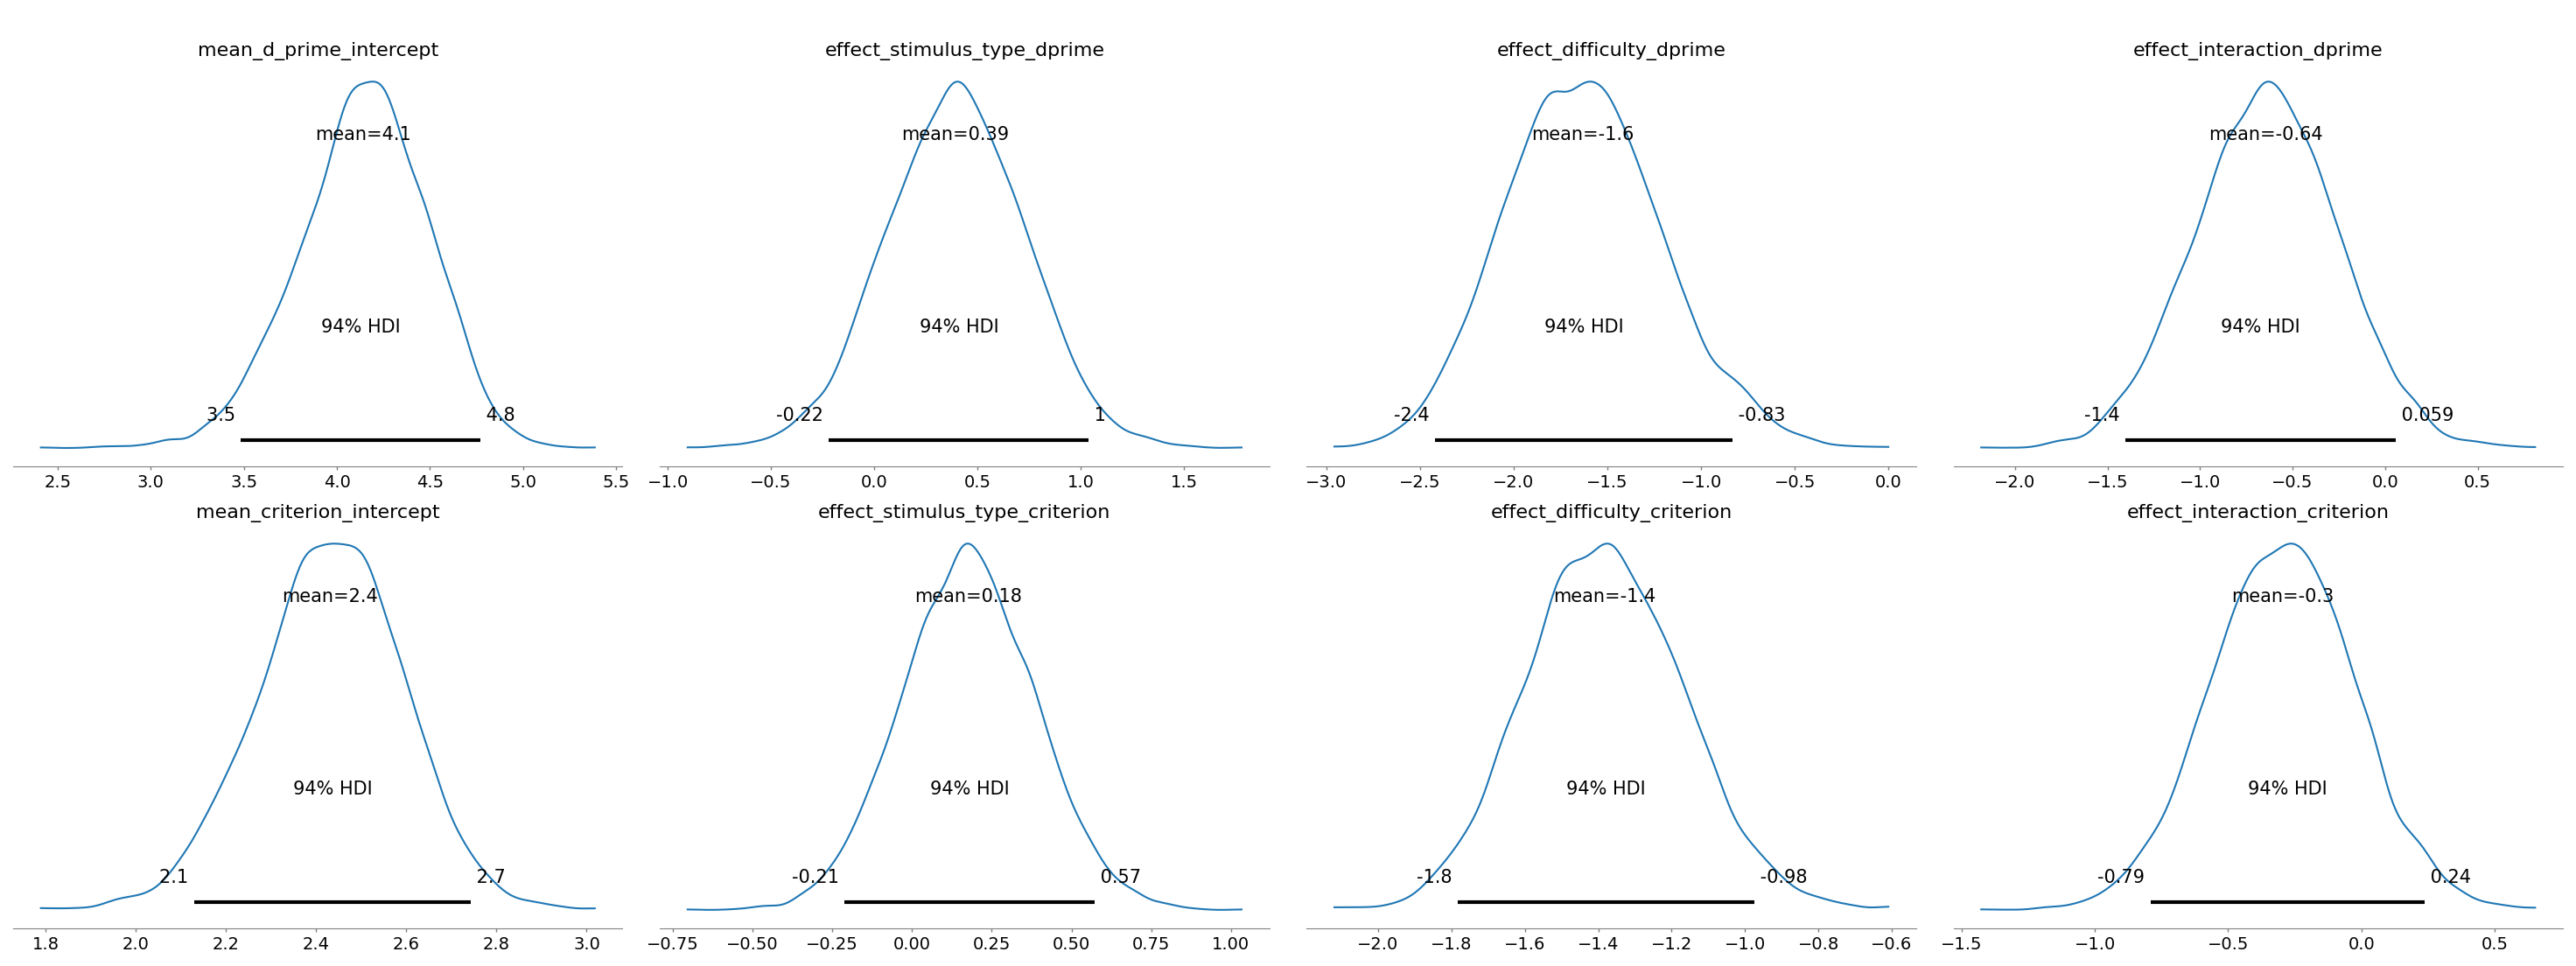 mean_d_prime_intercept
mean=4.1
94% HDI
3.5 4.8
2.5 3.0 3.5 4.0 4.5 5.0 5.5
effect_stimulus_type_dprime
mean=0.39
94% HDI
-0.22 1
−1.0 −0.5 0.0 0.5 1.0 1.5
effect_difficulty_dprime
mean=-1.6
94% HDI
-2.4 -0.83
−3.0 −2.5 −2.0 −1.5 −1.0 −0.5 0.0
effect_interaction_dprime
mean=-0.64
94% HDI
-1.4 0.059
−2.0 −1.5 −1.0 −0.5 0.0 0.5
mean_criterion_intercept
mean=2.4
94% HDI
2.1 2.7
1.8 2.0 2.2 2.4 2.6 2.8 3.0
effect_stimulus_type_criterion
mean=0.18
94% HDI
-0.21 0.57
−0.75 −0.50 −0.25 0.00 0.25 0.50 0.75 1.00
effect_difficulty_criterion
mean=-1.4
94% HDI
-1.8 -0.98
−2.0 −1.8 −1.6 −1.4 −1.2 −1.0 −0.8 −0.6
effect_interaction_criterion
mean=-0.3
94% HDI
-0.79 0.24
−1.5 −1.0 −0.5 0.0 0.5